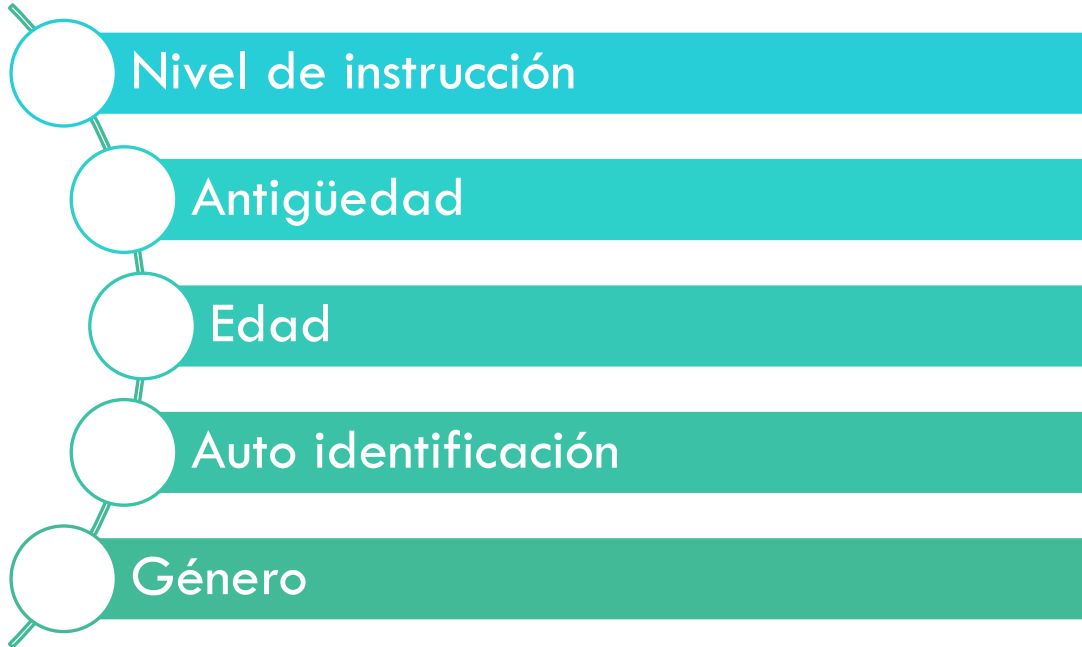 Nivel de instrucción
Antigüedad
Edad
Auto identificación
Género